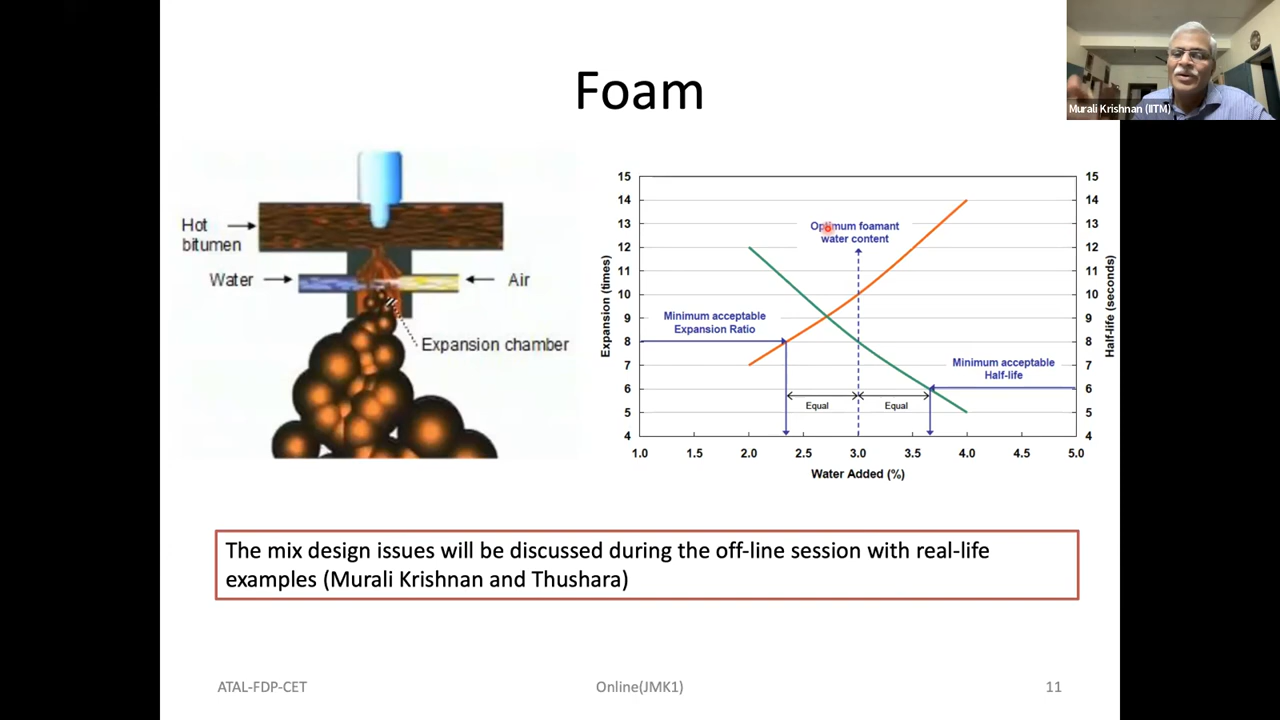 Foam
Murali Krishnan (IITM)
Hot
bitumen
Water
Air
Expansion chamber
15
14
13
12
11
10
9
8
7
6
5
4
Expansion (times)
Optimum foamant
water content
Minimum acceptable
Expansion Ratio
Minimum acceptable
Half-life
Equal
Equal
15
14
13
12
11
10
9
8
7
6
5
4
Half-life (seconds)
1.0 2.0 2.5 3.0 3.5 4.0 4.5 5.0
Water Added (%)
The mix design issues will be discussed during the off-line session with real-life
examples (Murali Krishnan and Thushara)
ATAL-FDP-CET
Online(JMK1)
11